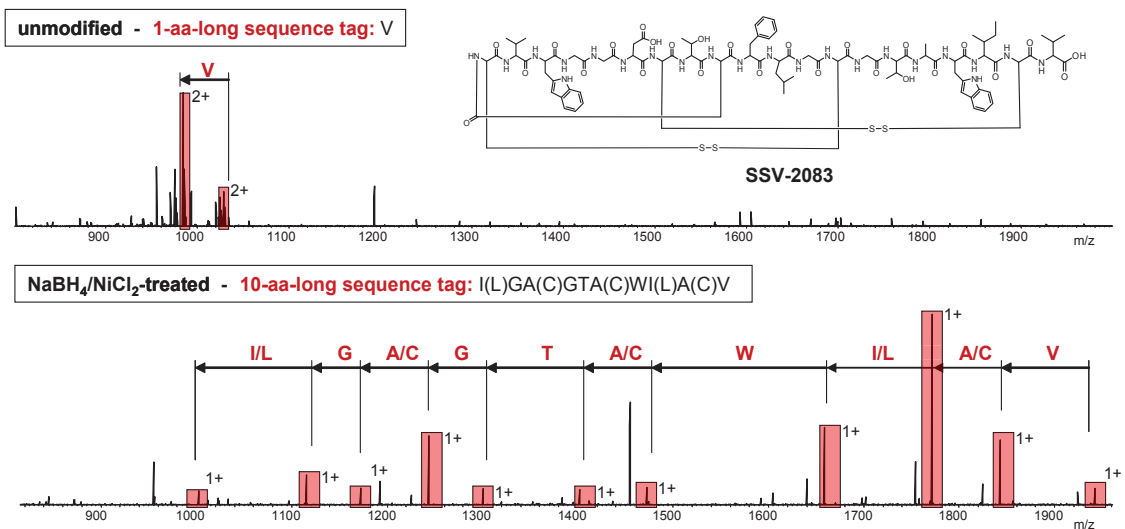 unmodified - 1-aa-long sequence tag: V
V
2+
2+
HN
O
H
N
OH
S-S
S-S
SSV-2083
900 1000 1100 1200 1300 1400 1500 1600 1700 1800 1900
m/z
NaBH4/NiCl2-treated - 10-aa-long sequence tag: I(L)GA(C)GTA(C)WI(L)A(C)V
1+
I/L G A/C G T A/C W I/L A/C V
1+ 1+ 1+ 1+ 1+ 1+ 1+ 1+ 1+ 1+
900 1000 1100 1200 1300 1400 1500 1600 1700 1800 1900
m/z